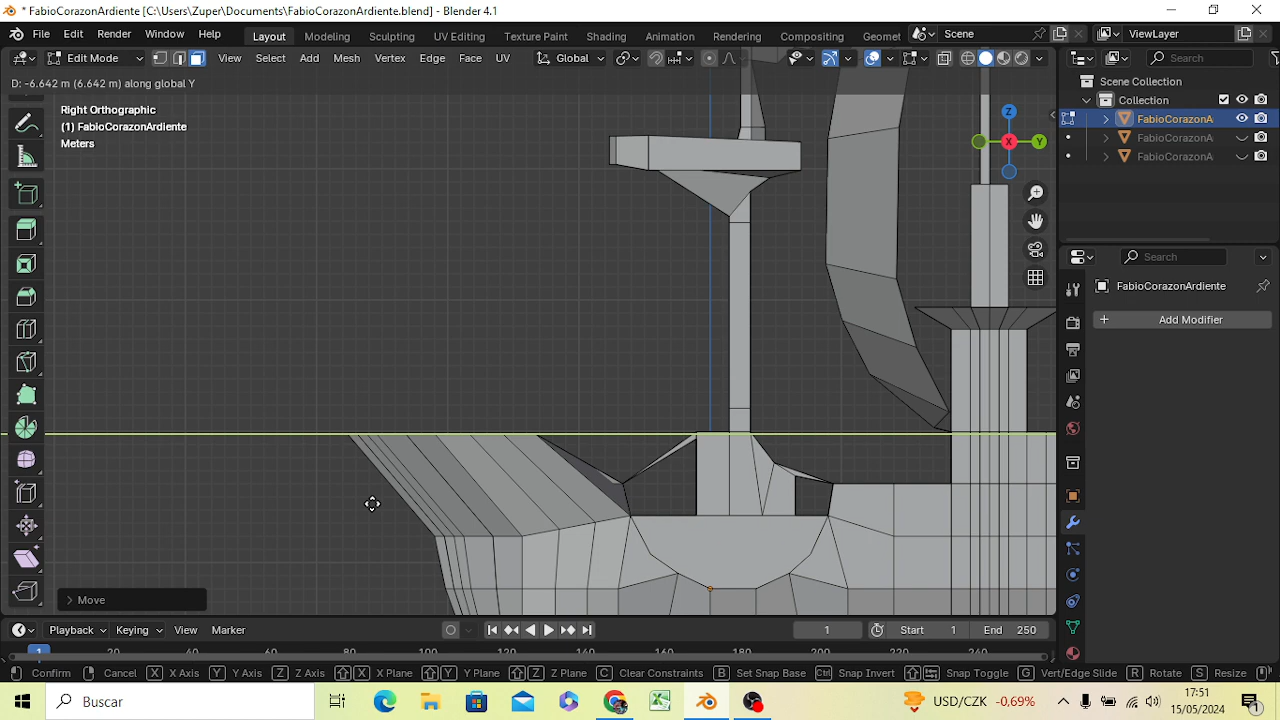 * FabioCorazonArdiente [C:\Users\Zuper\Documents\FabioCorazonArdiente.blend] - Blender 4.1
File Edit Render Window Help Layout Modeling Sculpting UV Editing Texture Paint Shading Animation Rendering Compositing Geomet Scene ViewLayer
Edit Mode View Select Add Mesh Vertex Edge Face UV Global Search
D: -6.642 m (6.642 m) along global Y
Right Orthographic
(1) FabioCorazonArdiente
Meters
Z
Y
X
Scene Collection
Collection
FabioCorazonA
FabioCorazonA
FabioCorazonA
Search
FabioCorazonArdiente
Add Modifier
Move
Playback Keying View Marker 1 Start 1 End 250
1 20 40 60 80 100 120 140 160 180 200 220 240
Confirm Cancel X X Axis Y Y Axis Z Z Axis X X Plane Y Y Plane Z Z Plane C Clear Constraints B Set Snap Base Ctrl Snap Invert Snap Toggle G Vert/Edge Slide R Rotate S Resize
Buscar
USD/CZK -0,69%
17:51
15/05/2024
1